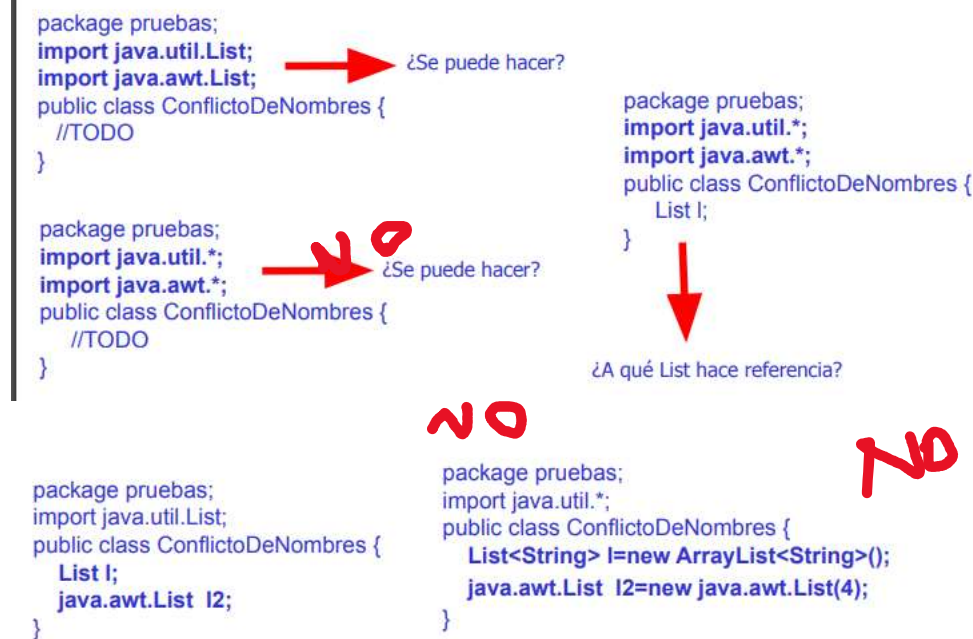 package pruebas;
import java.util.List;
import java.awt.List;
public class ConflictoDeNombres {
//TODO
}
¿Se puede hacer?
package pruebas;
import java.util.*;
import java.awt.*;
public class ConflictoDeNombres {
List l;
}
¿A qué List hace referencia?
package pruebas;
import java.util.*;
import java.awt.*;
public class ConflictoDeNombres {
//TODO
}
NO
¿Se puede hacer?
NO
NO
package pruebas;
import java.util.List;
public class ConflictoDeNombres {
List l;
java.awt.List l2;
}
package pruebas;
import java.util.*;
public class ConflictoDeNombres {
List<String> l=new ArrayList<String>();
java.awt.List l2=new java.awt.List(4);
}